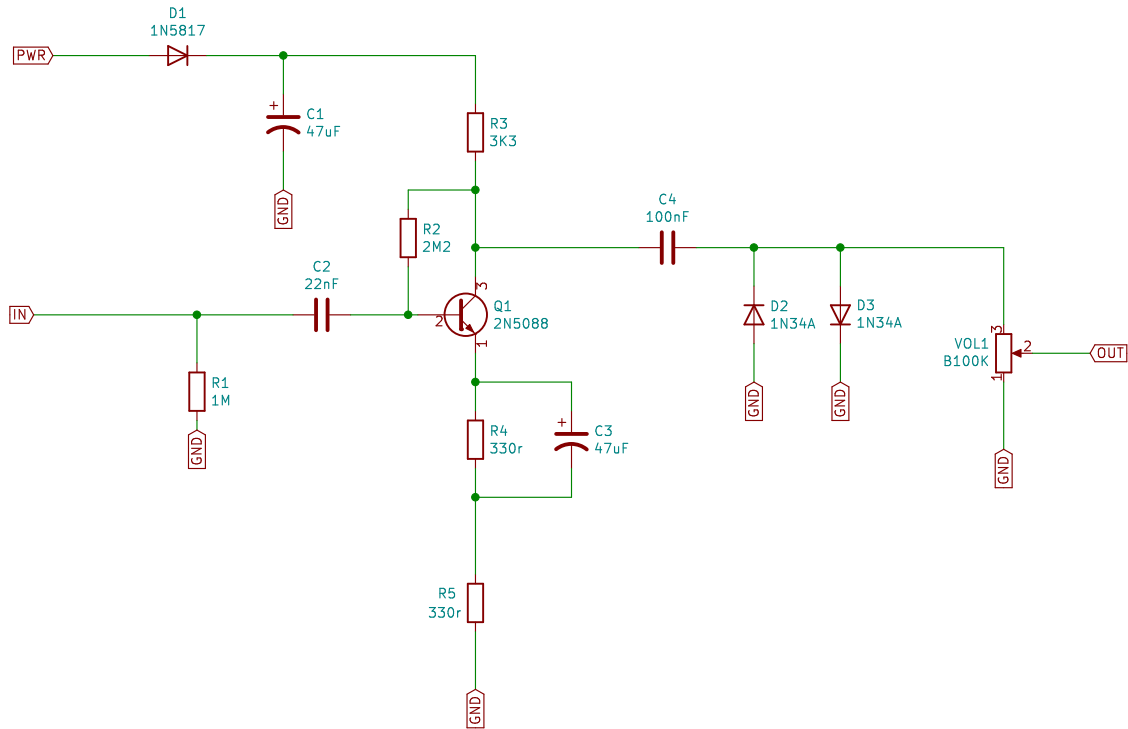 D1
1N5817
PWR
+
C1
47uF
GND
R3
3K3
R2
2M2
C4
100nF
C2
22nF
IN
3
2
1
Q1
2N5088
D2
1N34A
D3
1N34A
VOL1
B100K
3
2
1
OUT
R1
1M
GND
GND
GND
R4
330r
+
C3
47uF
GND
R5
330r
GND